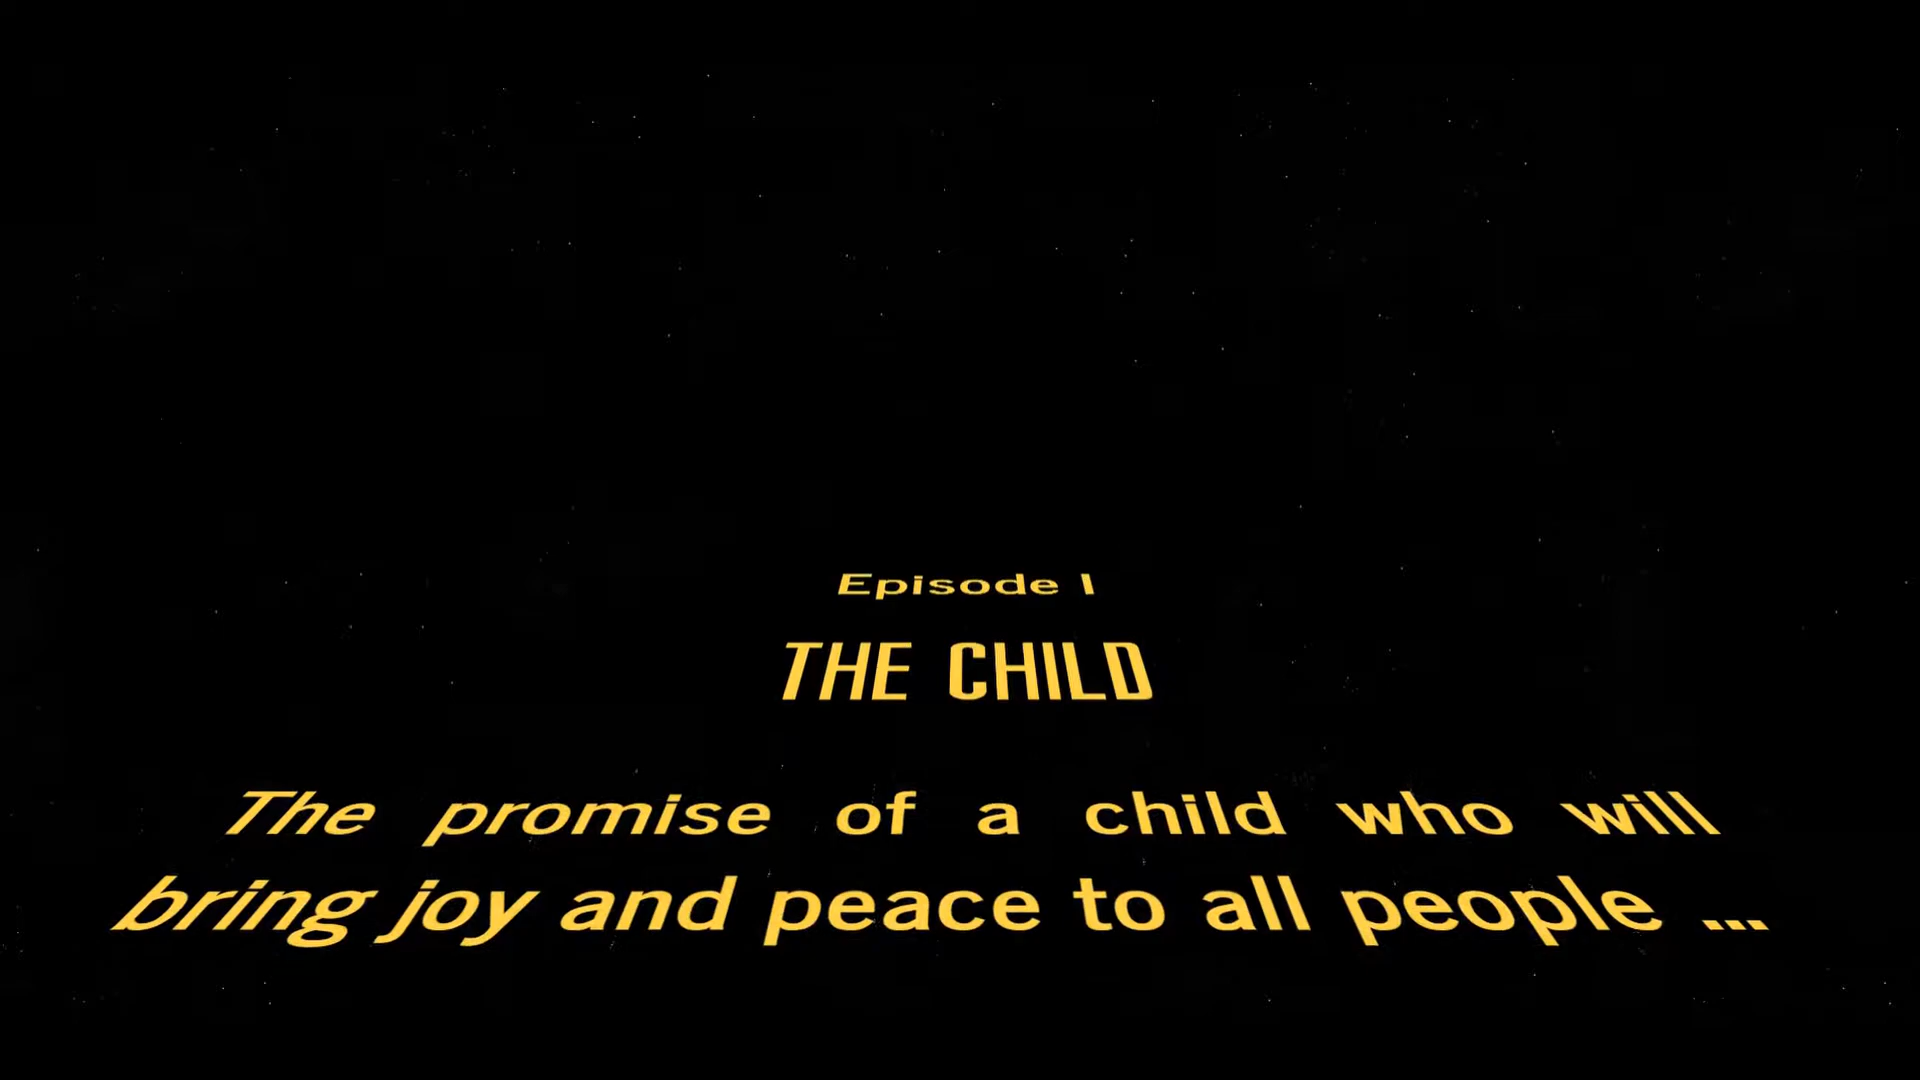 Episode I
THE CHILD
The promise of a child who will
bring joy and peace to all people ...